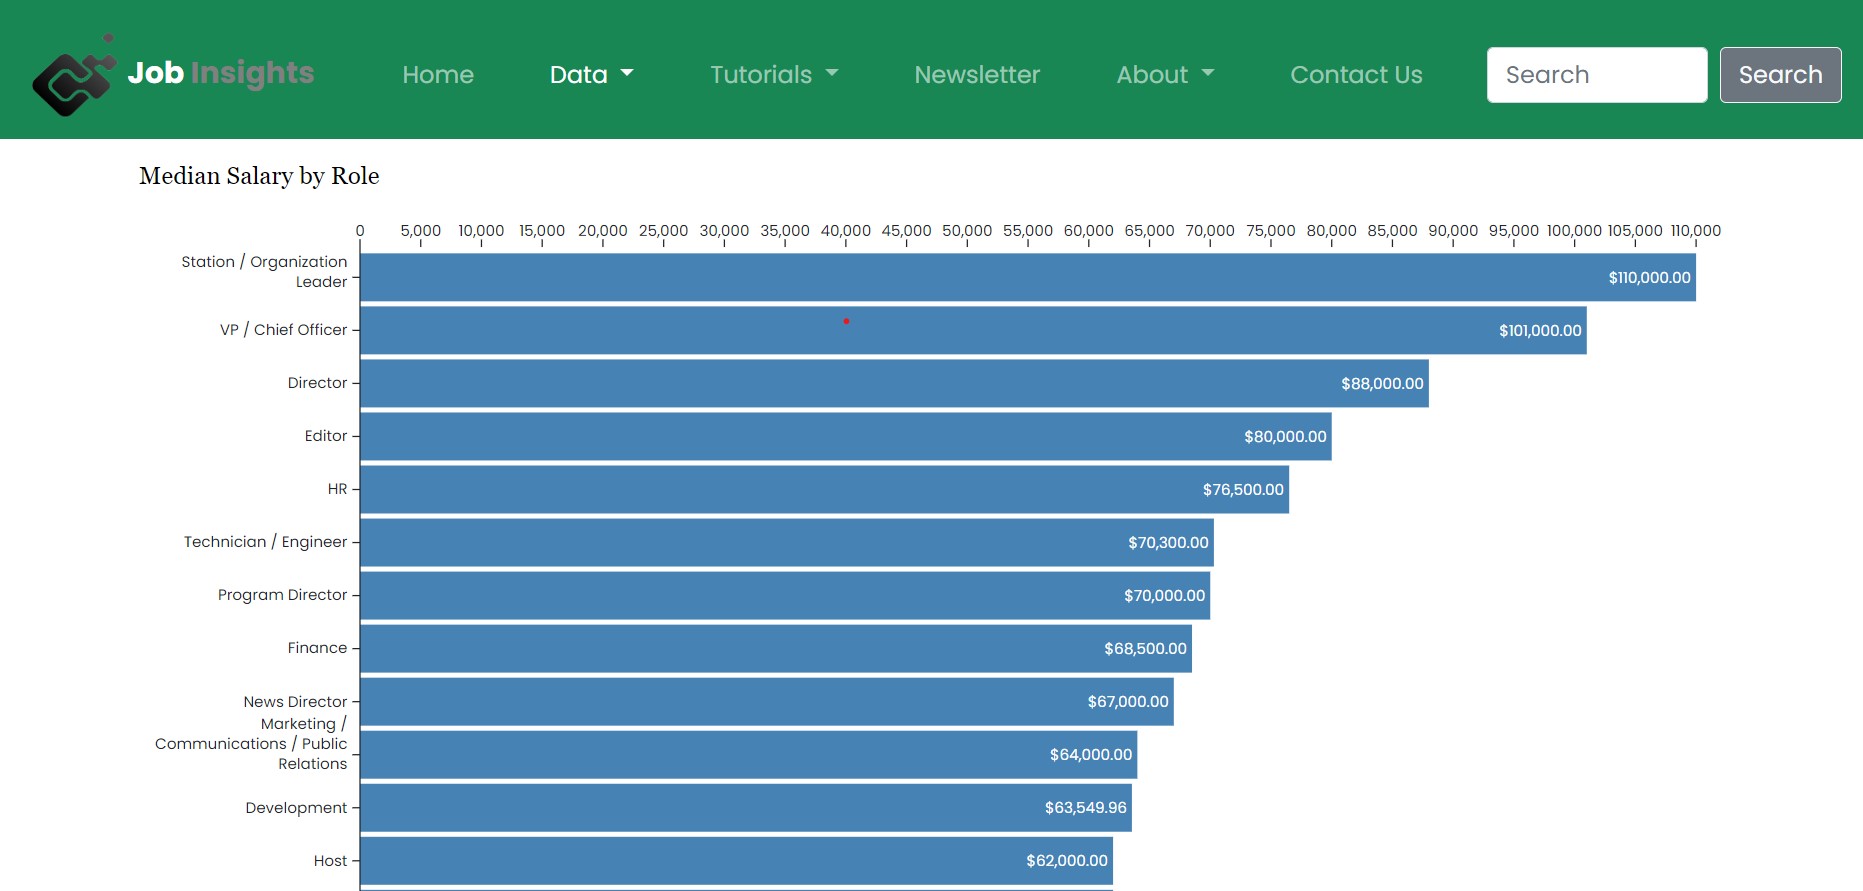 Job Insights
Home
Data
Tutorials
Newsletter
About
Contact Us
Search
Search
Median Salary by Role
0 5,000 10,000 15,000 20,000 25,000 30,000 35,000 40,000 45,000 50,000 55,000 60,000 65,000 70,000 75,000 80,000 85,000 90,000 95,000 100,000 105,000 110,000
Station / Organization
Leader
$110,000.00
VP / Chief Officer
$101,000.00
Director
$88,000.00
Editor
$80,000.00
HR
$76,500.00
Technician / Engineer
$70,300.00
Program Director
$70,000.00
Finance
$68,500.00
News Director
$67,000.00
Marketing /
Communications / Public
Relations
$64,000.00
Development
$63,549.96
Host
$62,000.00